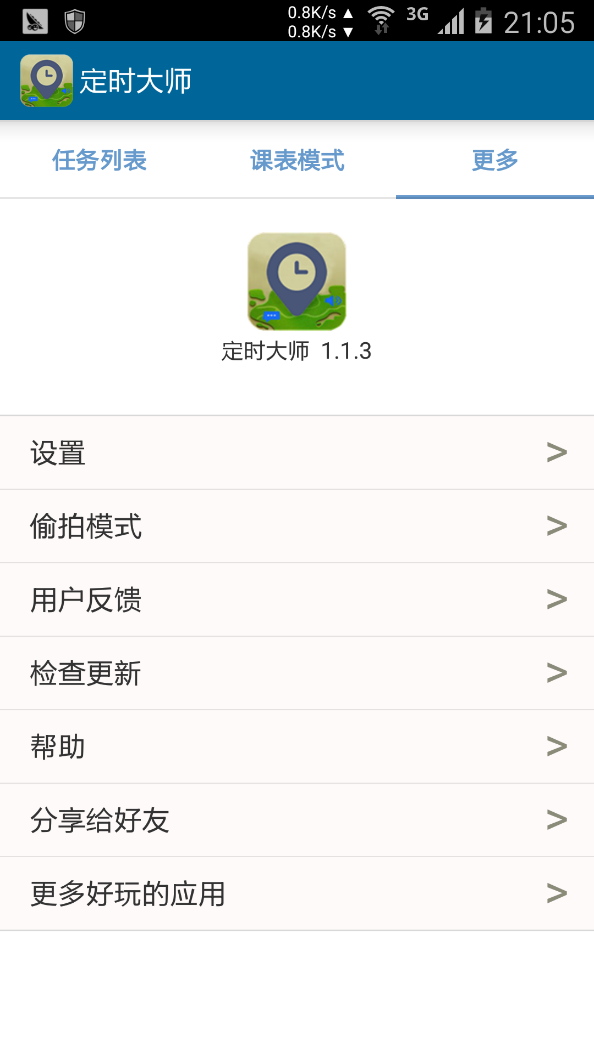 0.8K/s ▲
0.8K/s ▼
3G
21:05
定时大师
任务列表 课表模式 更多
定时大师 1.1.3
设置 >
偷拍模式 >
用户反馈 >
检查更新 >
帮助 >
分享给好友 >
更多好玩的应用 >